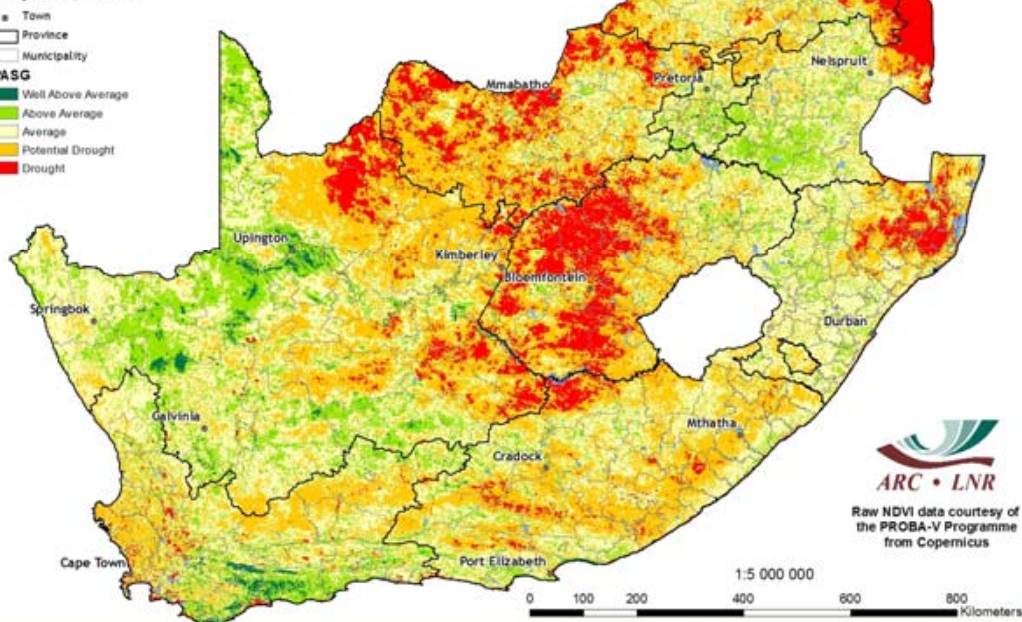 Town
Province
Municipality
PASG
Well Above Average
Above Average
Average
Potential Drought
Drought
Mmabatho
Pretoria
Nelspruit
Upington
Kimberley
Bloemfontein
Springbok
Durban
Calvinia
Mthatha
Cradock
Cape Town
Port Elizabeth
ARC • LNR
Raw NDVI data courtesy of
the PROBA-V Programme
from Copernicus
1:5 000 000
0 100 200 400 600 800
Kilometers